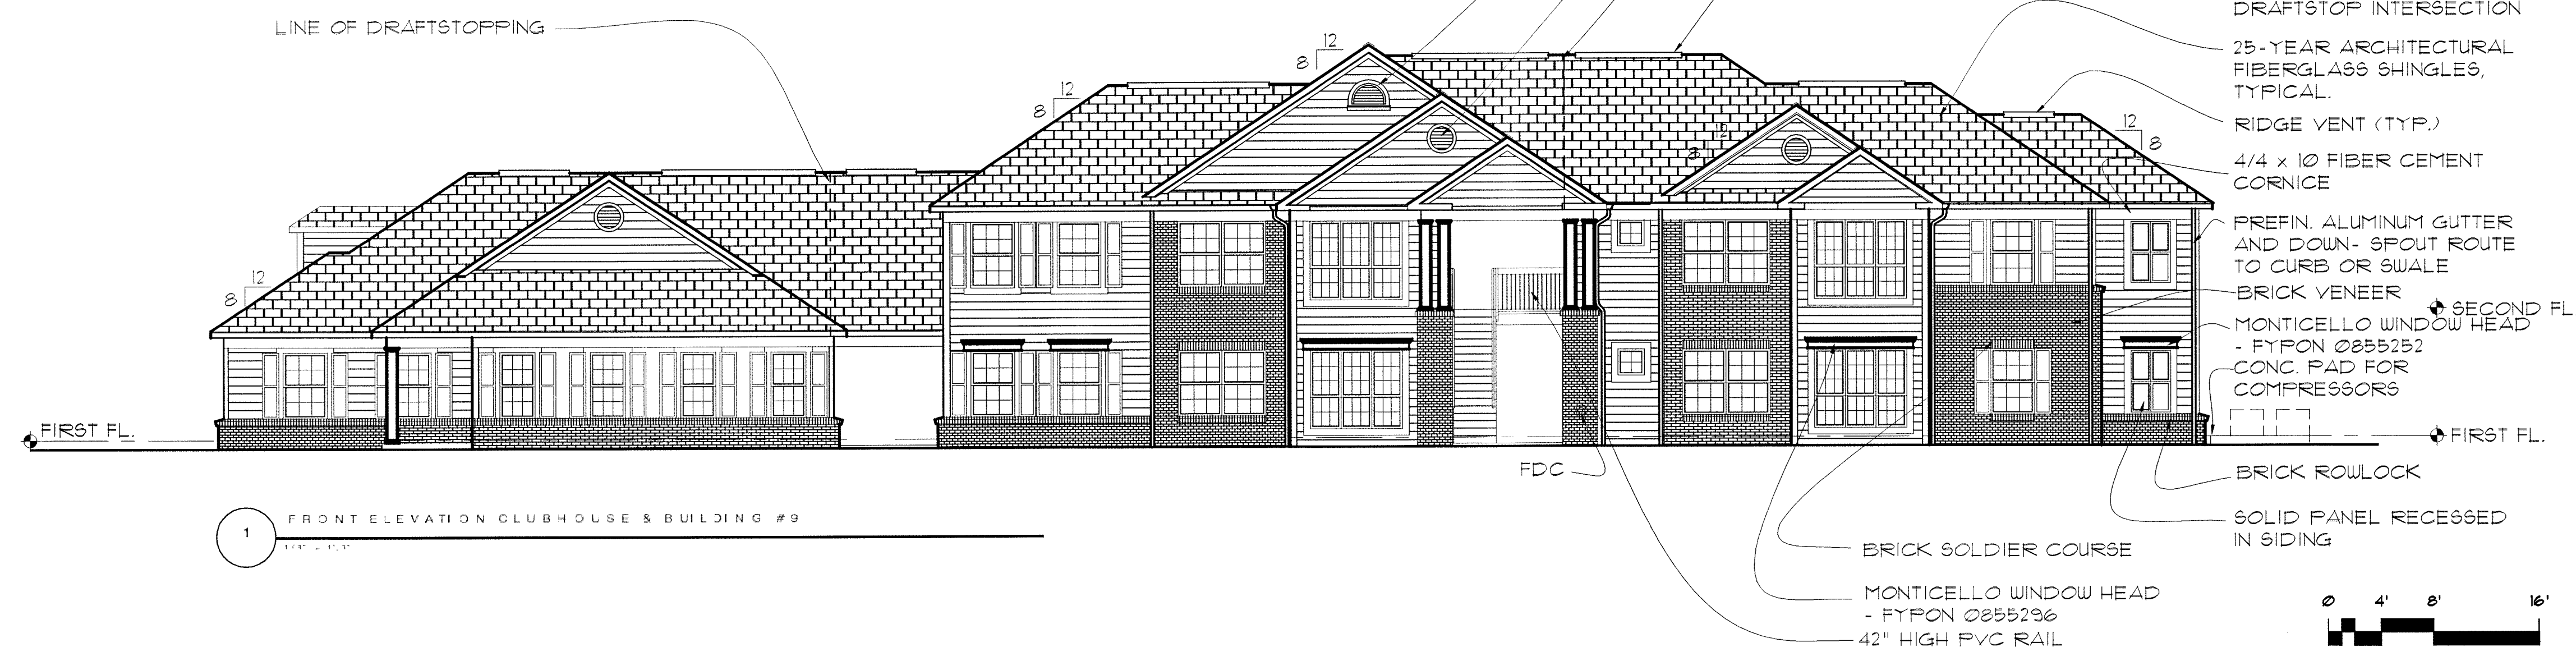 LINE OF DRAFTSTOPPING
DRAFTSTOP INTERSECTION
25-YEAR ARCHITECTURAL
FIBERGLASS SHINGLES,
TYPICAL.
RIDGE VENT (TYP.)
4/4 x 10 FIBER CEMENT
CORNICE
PREFIN. ALUMINUM GUTTER
AND DOWN- SPOUT ROUTE
TO CURB OR SWALE
BRICK VENEER
SECOND FL
MONTICELLO WINDOW HEAD
- FYPON 0855252
CONC. PAD FOR
COMPRESSORS
12
8
12
8
12
8
12
8
12
8
FIRST FL.
FIRST FL.
FDC
BRICK ROWLOCK
SOLID PANEL RECESSED
IN SIDING
1
FRONT ELEVATION CLUBHOUSE & BUILDING #9
BRICK SOLDIER COURSE
MONTICELLO WINDOW HEAD
- FYPON 0855296
42" HIGH PVC RAIL
0 4' 8' 16'